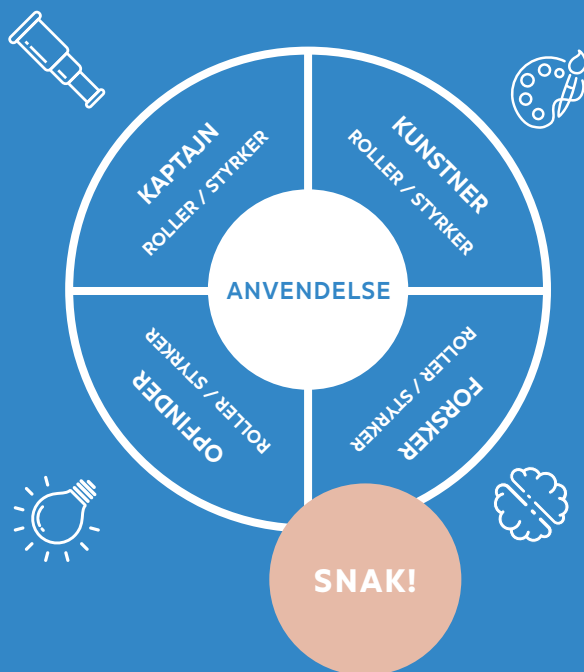 KAPTAJN
ROLLER / STYRKER
KUNSTNER
ROLLER / STYRKER
ANVENDELSE
ROLLER / STYRKER
OPFINDER
ROLLER / STYRKER
FORSKER
SNAK!